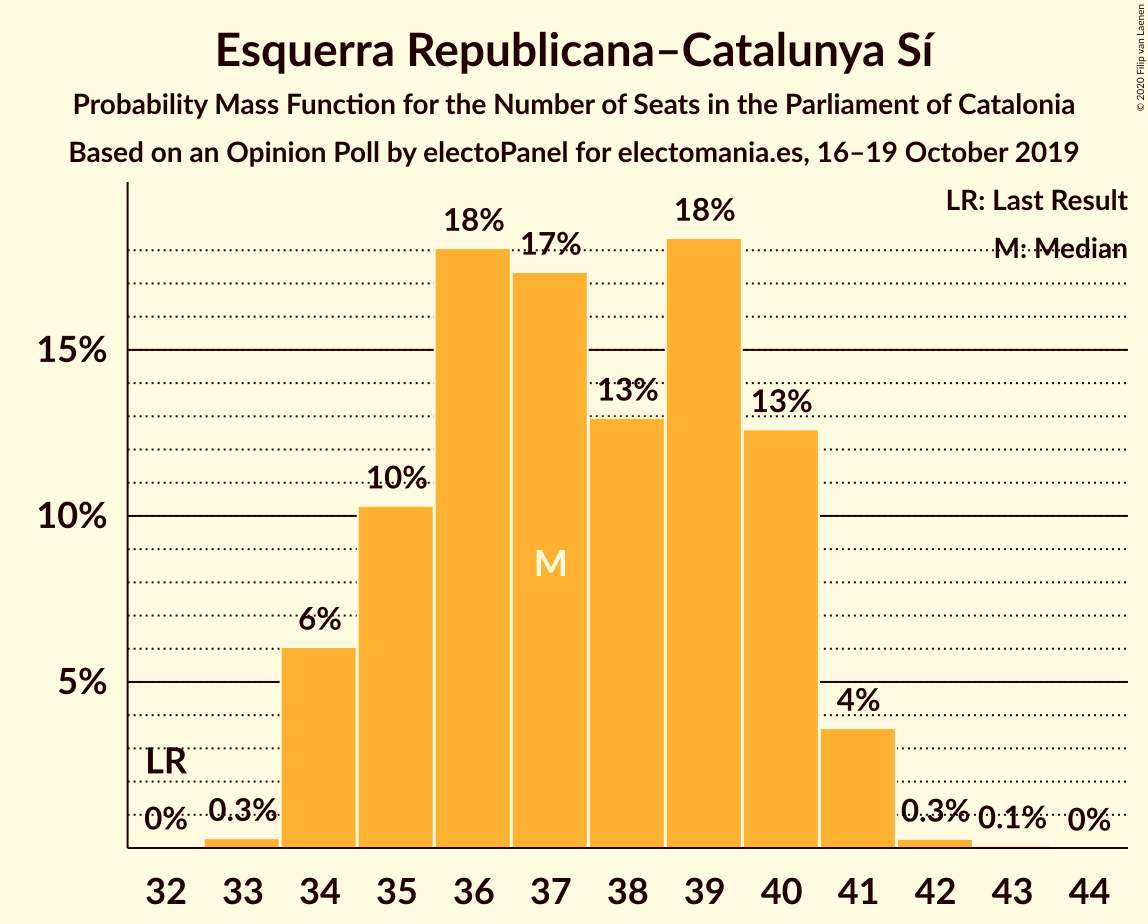 Esquerra Republicana–Catalunya Sí
Probability Mass Function for the Number of Seats in the Parliament of Catalonia
Based on an Opinion Poll by electoPanel for electomania.es, 16–19 October 2019
© 2020 Filip van Laenen
LR: Last Result
M: Median
18%
17%
18%
15%
13%
13%
10%
10%
M
6%
5%
4%
LR
0%
0.3%
0.3%
0.1%
0%
32 33 34 35 36 37 38 39 40 41 42 43 44